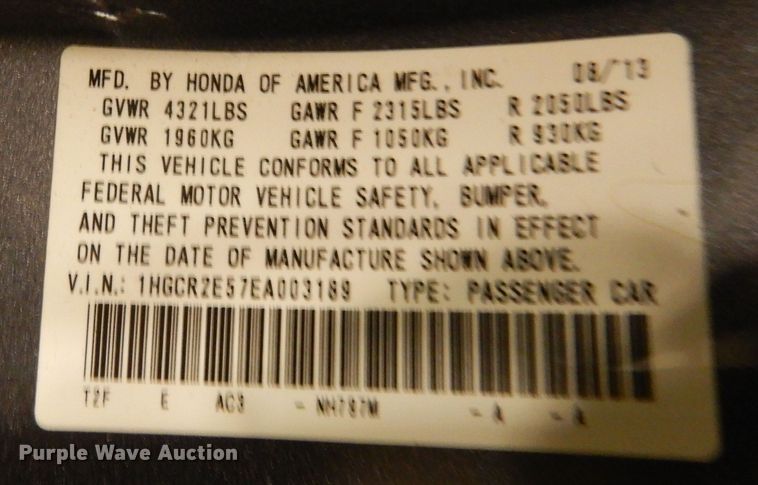 MFD. BY HONDA OF AMERICA MFG., INC. 08/'13
GVWR 4321LBS GAWR F 2315LBS R 2050LBS
GVWR 1960KG GAWR F 1050KG R 930KG
THIS VEHICLE CONFORMS TO ALL APPLICABLE
FEDERAL MOTOR VEHICLE SAFETY, BUMPER,
AND THEFT PREVENTION STANDARDS IN EFFECT
ON THE DATE OF MANUFACTURE SHOWN ABOVE.
V.I.N.: 1HGCR2E57EA003189 TYPE: PASSENGER CAR
T2F E AC3 - NH797M - A - A
Purple Wave Auction